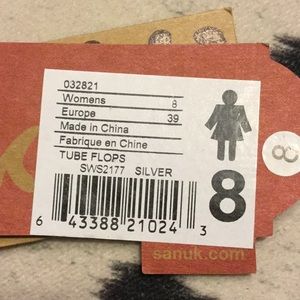 032821
Womens 8
Europe 39
Made in China
Fabrique en Chine
TUBE FLOPS
SWS2177 SILVER
8
6 43388 21024 3
8
sanuk.com